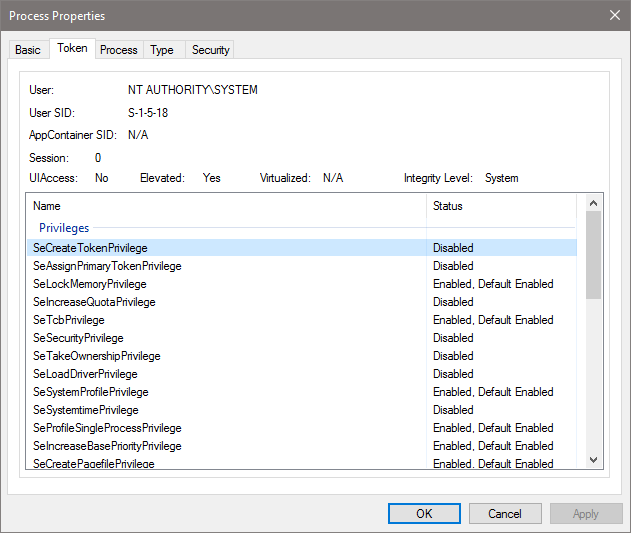 Process Properties
Basic Token Process Type Security
User: NT AUTHORITY\SYSTEM
User SID: S-1-5-18
AppContainer SID: N/A
Session: 0
UIAccess: No Elevated: Yes Virtualized: N/A Integrity Level: System
Name Status
Privileges
SeCreateTokenPrivilege Disabled
SeAssignPrimaryTokenPrivilege Disabled
SeLockMemoryPrivilege Enabled, Default Enabled
SeIncreaseQuotaPrivilege Disabled
SeTcbPrivilege Enabled, Default Enabled
SeSecurityPrivilege Disabled
SeTakeOwnershipPrivilege Disabled
SeLoadDriverPrivilege Disabled
SeSystemProfilePrivilege Enabled, Default Enabled
SeSystemtimePrivilege Disabled
SeProfileSingleProcessPrivilege Enabled, Default Enabled
SeIncreaseBasePriorityPrivilege Enabled, Default Enabled
SeCreatePagefilePrivilege Enabled, Default Enabled
OK Cancel Apply